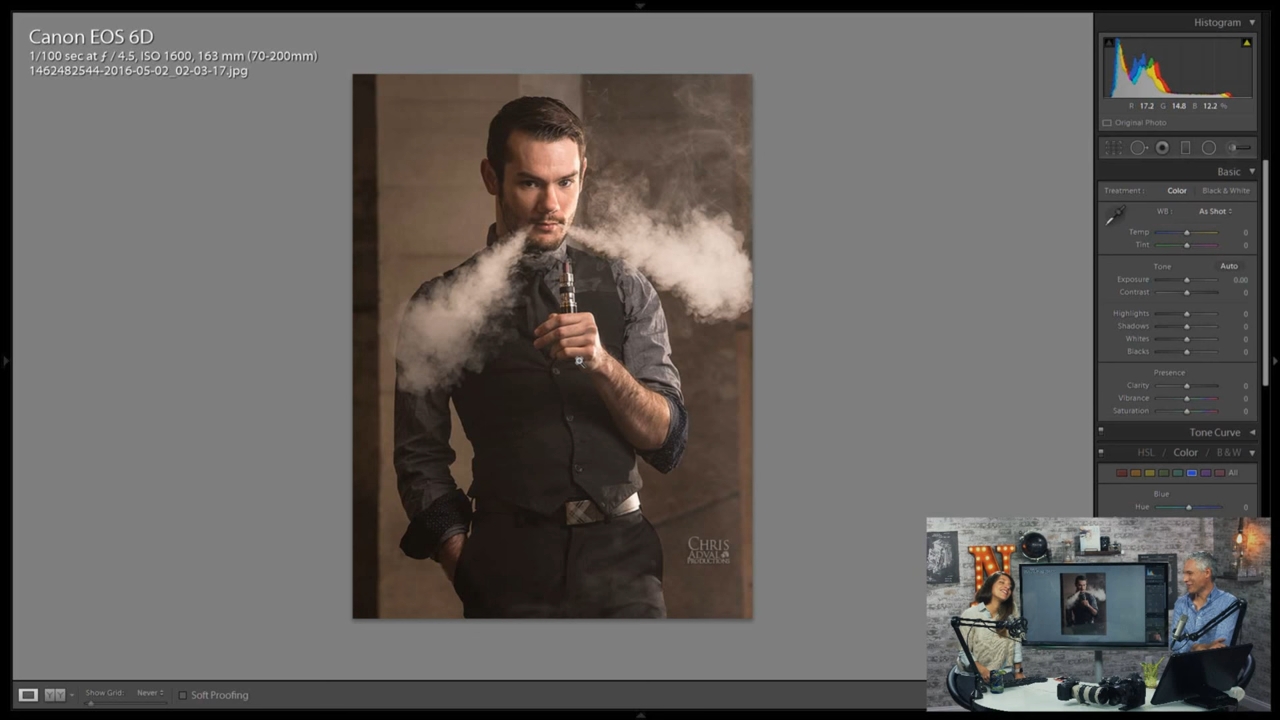 Canon EOS 6D
1/100 sec at ƒ / 4.5, ISO 1600, 163 mm (70-200mm)
1462482544-2016-05-02_02-03-17.jpg
Histogram
R 17.2 G 14.8 B 12.2 %
Original Photo
Basic
Treatment : Color Black & White
WB : As Shot
Temp 0
Tint 0
Tone Auto
Exposure 0.00
Contrast 0
Highlights 0
Shadows 0
Whites 0
Blacks 0
Presence
Clarity 0
Vibrance 0
Saturation 0
Tone Curve
HSL / Color / B & W
All
Blue
Hue 0
CHRIS
ADVAL
PRODUCTIONS
N
Y Y Show Grid: Never Soft Proofing